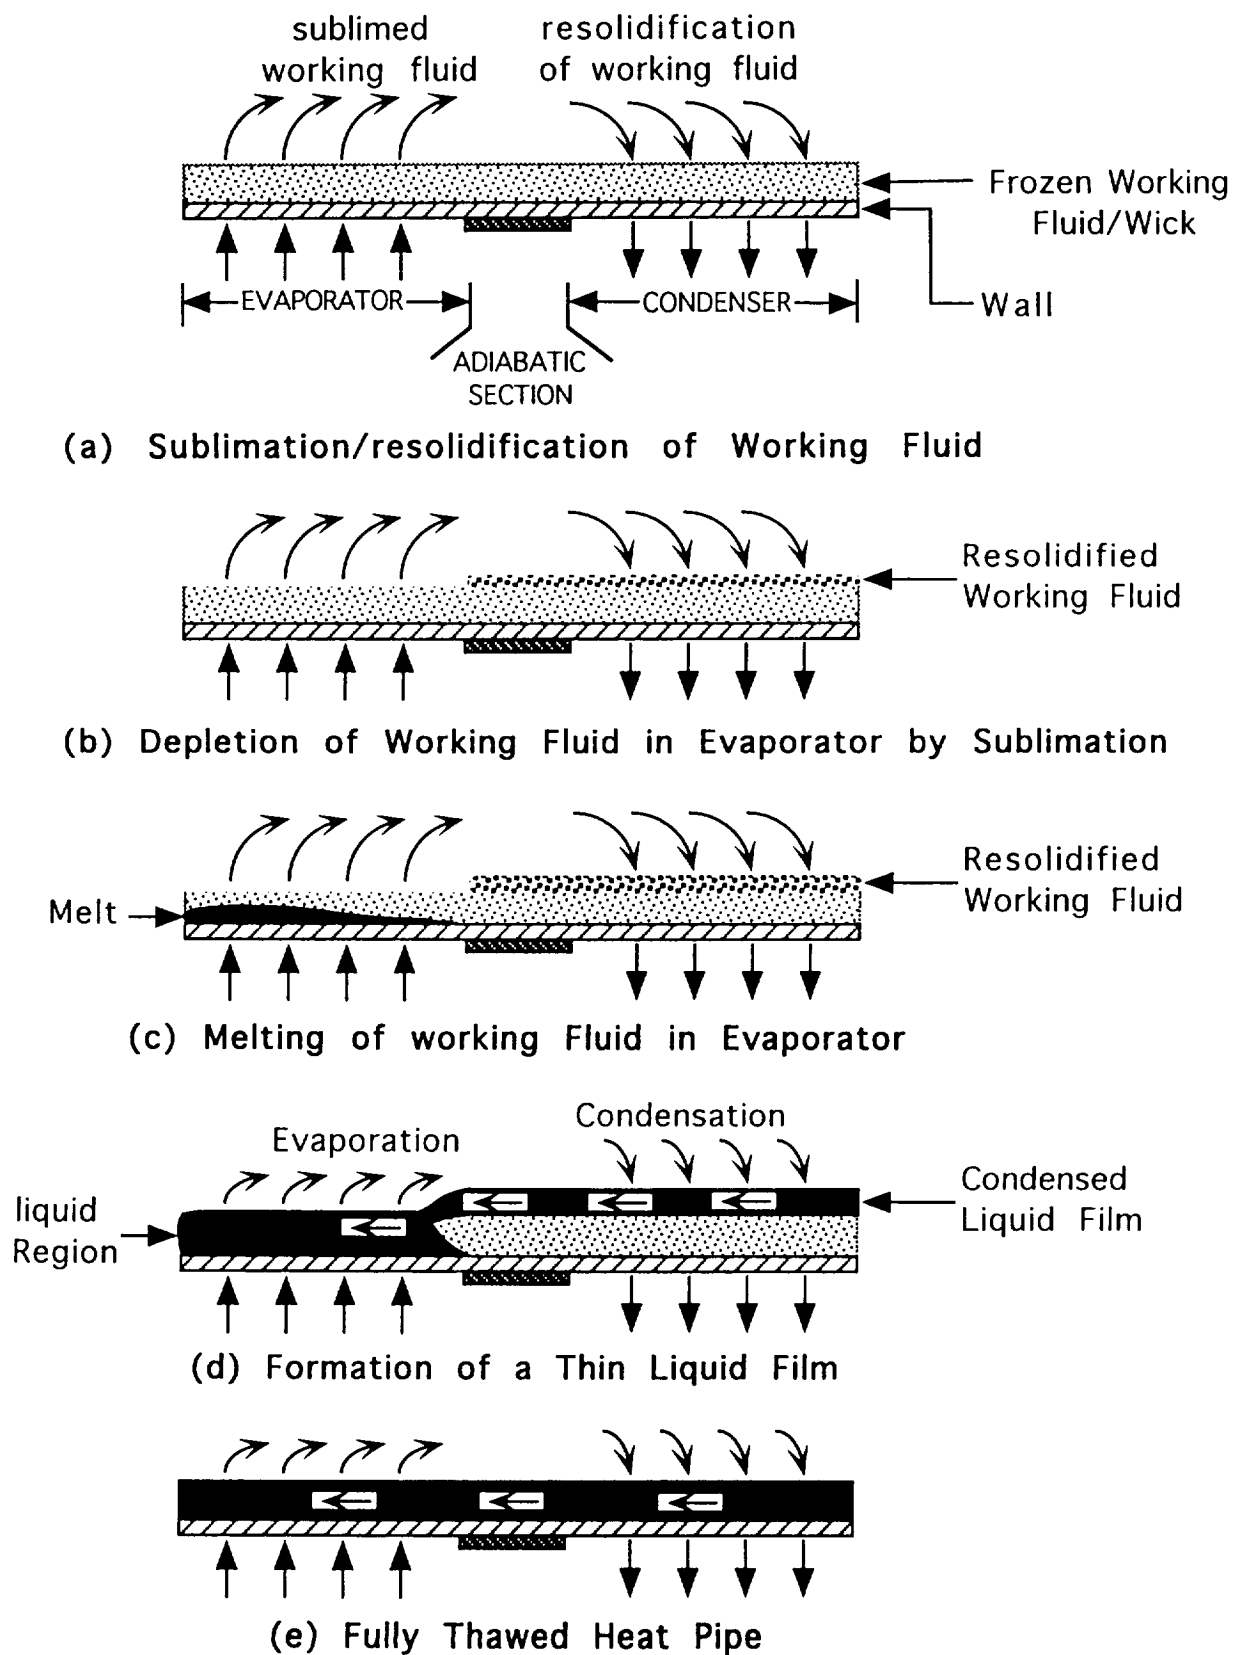 sublimed
working fluid
resolidification
of working fluid
Frozen Working
Fluid/Wick
Wall
EVAPORATOR
CONDENSER
ADIABATIC
SECTION
(a) Sublimation/resolidification of Working Fluid
Resolidified
Working Fluid
(b) Depletion of Working Fluid in Evaporator by Sublimation
Melt
Resolidified
Working Fluid
(c) Melting of working Fluid in Evaporator
Evaporation
Condensation
liquid
Region
Condensed
Liquid Film
(d) Formation of a Thin Liquid Film
(e) Fully Thawed Heat Pipe